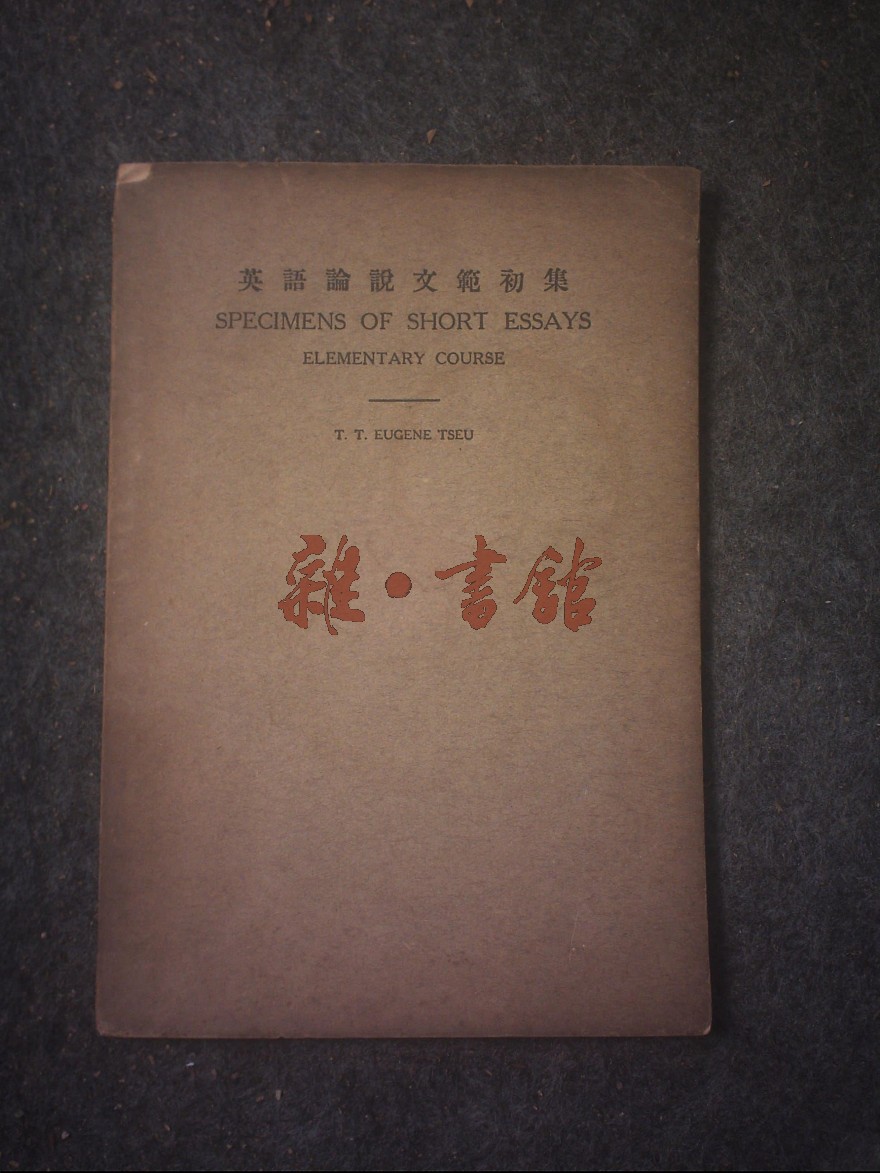 英語論說文範初集
SPECIMENS OF SHORT ESSAYS
ELEMENTARY COURSE
T. T. EUGENE TSEU
雜·書館